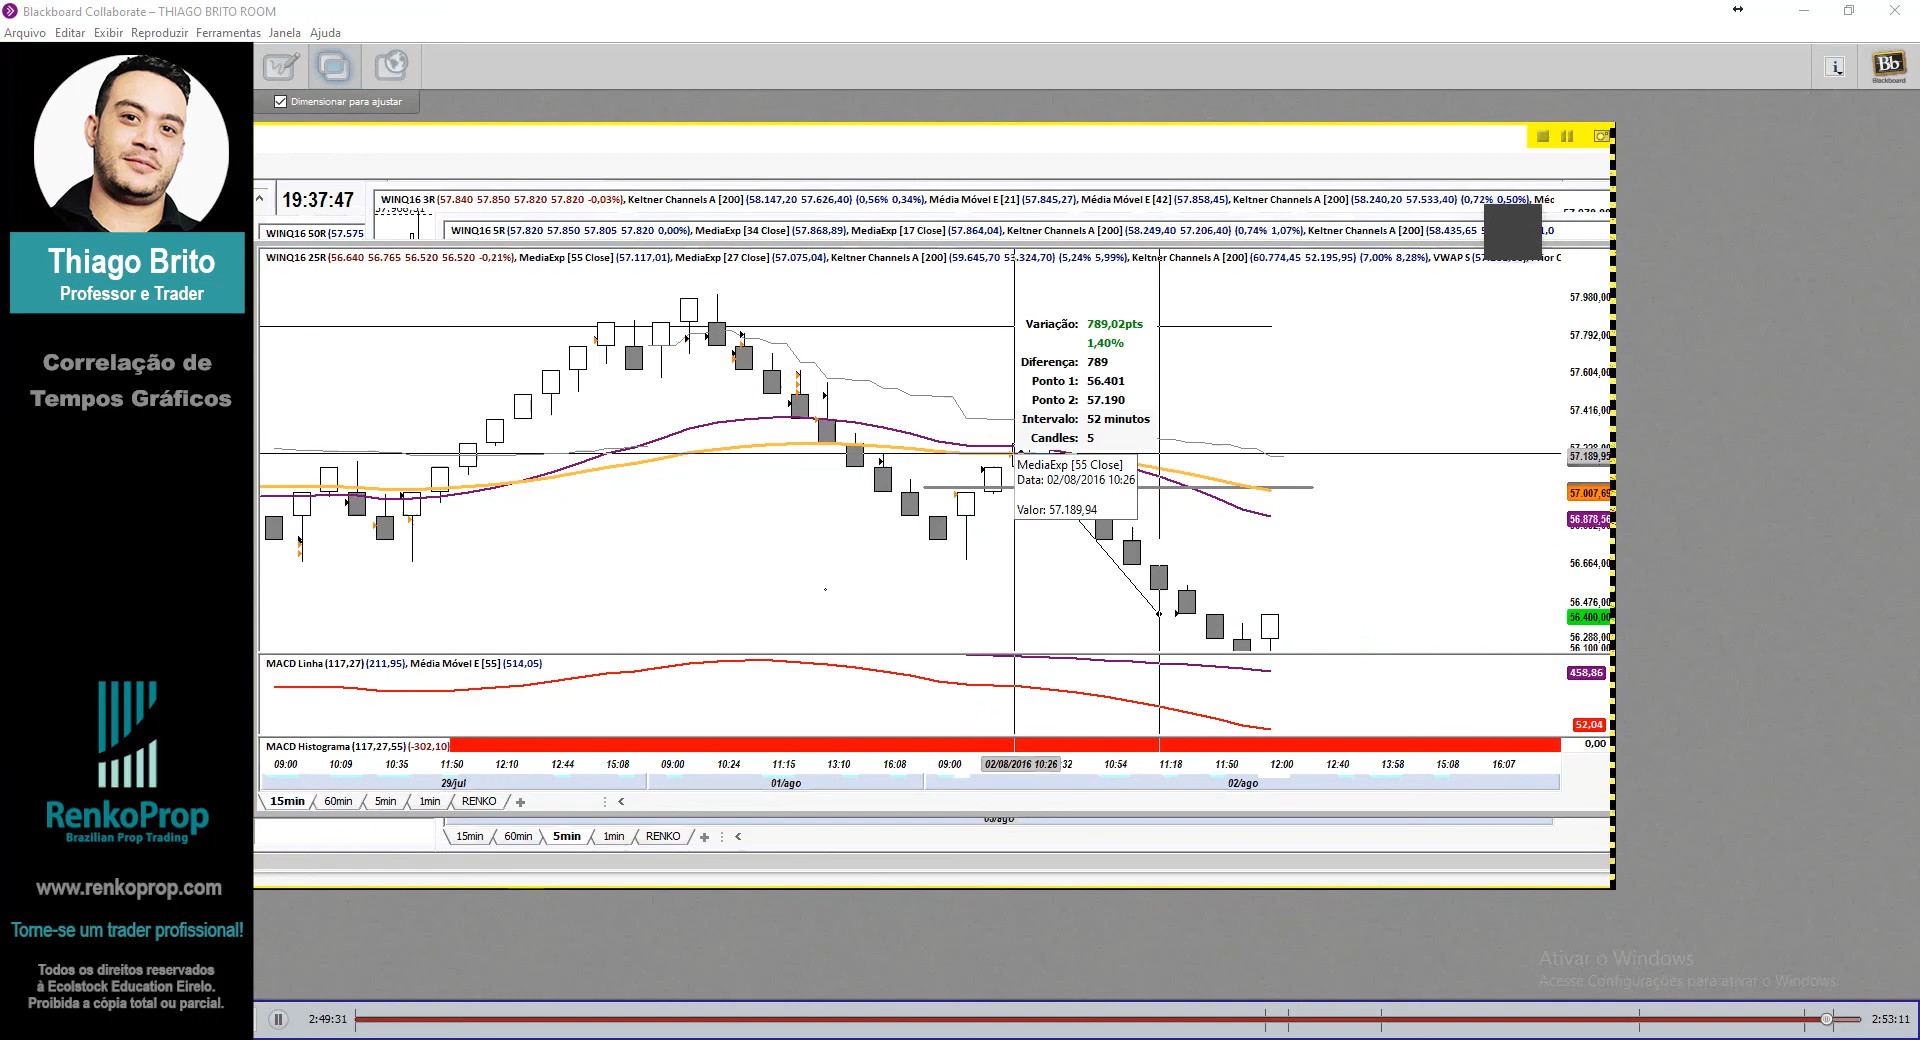 Blackboard Collaborate – THIAGO BRITO ROOM
Arquivo Editar Exibir Reproduzir Ferramentas Janela Ajuda
Dimensionar para ajustar
Bb
Blackboard
Thiago Brito
Professor e Trader
Correlação de
Tempos Gráficos
RenkoProp
Brazilian Prop Trading
www.renkoprop.com
Torne-se um trader profissional!
Todos os direitos reservados
à Ecolstock Education Eirelo.
Proibida a cópia total ou parcial.
19:37:47
WINQ16 3R (57.840 57.850 57.820 57.820 -0,03%), Keltner Channels A [200] (58.147,20 57.626,40) (0,56% 0,34%), Média Móvel E [21] (57.845,27), Média Móvel E [42] (57.858,45), Keltner Channels A [200] (58.240,20 57.533,40) (0,72% 0,50%), Méc
WINQ16 50R (57.575
WINQ16 5R (57.820 57.850 57.805 57.820 0,00%), MediaExp [34 Close] (57.868,89), MediaExp [17 Close] (57.864,04), Keltner Channels A [200] (58.249,40 57.206,40) (0,74% 1,07%), Keltner Channels A [200] (58.435,65
WINQ16 25R (56.640 56.765 56.520 56.520 -0,21%), MediaExp [55 Close] (57.117,01), MediaExp [27 Close] (57.075,04), Keltner Channels A [200] (59.645,70 53.324,70) (5,24% 5,99%), Keltner Channels A [200] (60.774,45 52.195,95) (7,00% 8,28%), VWAP S
57.980,00
57.792,00
57.604,00
57.416,00
57.189,95
57.007,69
56.878,56
56.664,00
56.476,00
56.400,00
56.288,00
56.100,00
Variação: 789,02pts
1,40%
Diferença: 789
Ponto 1: 56.401
Ponto 2: 57.190
Intervalo: 52 minutos
Candles: 5
MediaExp [55 Close]
Data: 02/08/2016 10:26
Valor: 57.189,94
MACD Linha (117,27) (211,95), Média Móvel E [55] (514,05)
458,86
52,04
MACD Histograma (117,27,55) (-302,10)
0,00
09:00 10:09 10:35 11:50 12:10 12:44 15:08 09:00 10:24 11:15 13:10 16:08 09:00 02/08/2016 10:26 :32 10:54 11:18 11:50 12:00 12:40 13:58 15:08 16:07
29/jul 01/ago 02/ago
15min 60min 5min 1min RENKO
03/ago
15min 60min 5min 1min RENKO
Ativar o Windows
Acesse Configurações para ativar o Windows.
2:49:31
2:53:11